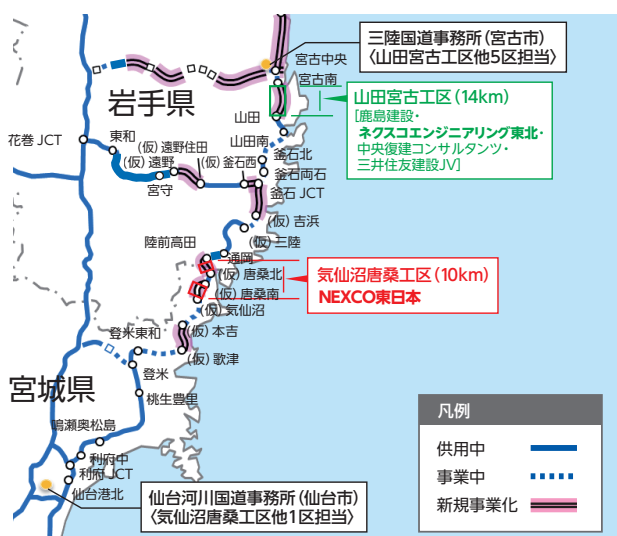 三陸国道事務所（宮古市）
〈山田宮古工区他5区担当〉
宮古中央
宮古南
岩手県
山田宮古工区（14km）
[鹿島建設・
ネクスコエンジニアリング東北・
中央復建コンサルタンツ・
三井住友建設JV]
山田
花巻 JCT
東和
(仮) 遠野住田
山田南
(仮) 遠野
(仮) 釜石西
釜石北
釜石両石
宮守
釜石 JCT
(仮) 吉浜
陸前高田
(仮) 三陸
通岡
(仮) 唐桑北
気仙沼唐桑工区（10km）
NEXCO東日本
(仮) 唐桑南
(仮) 気仙沼
登米東和
(仮) 本吉
(仮) 歌津
登米
宮城県
桃生豊里
鳴瀬奥松島
利府中
利府 JCT
仙台港北
仙台河川国道事務所（仙台市）
〈気仙沼唐桑工区他1区担当〉
凡例
供用中
事業中
新規事業化